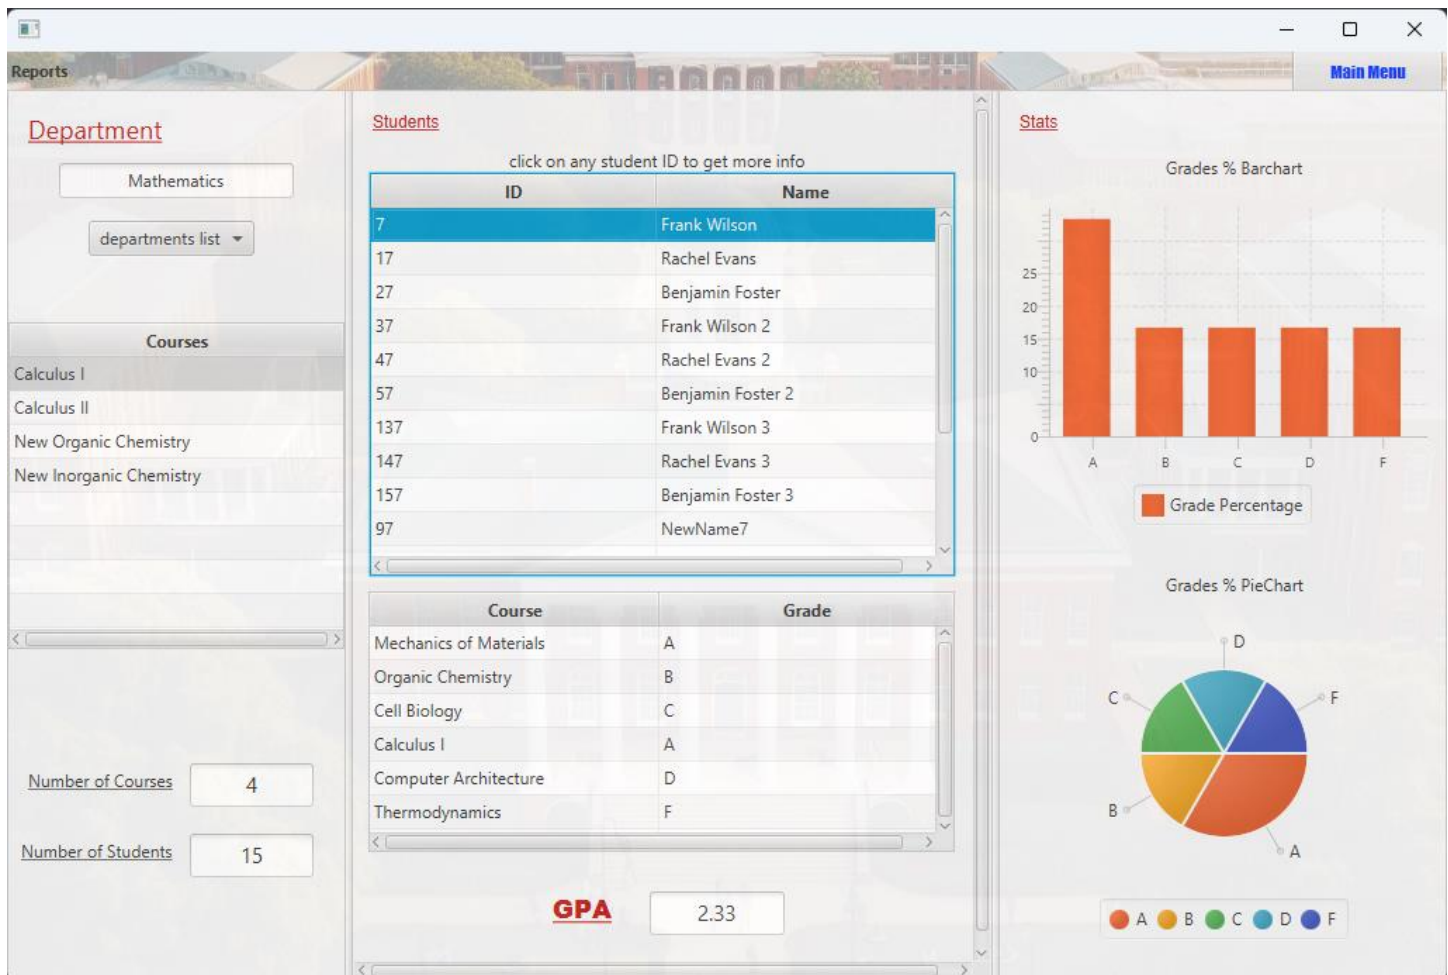 Reports
Main Menu
Department
Mathematics
departments list
Courses
Calculus I
Calculus II
New Organic Chemistry
New Inorganic Chemistry
Number of Courses 4
Number of Students 15
Students
click on any student ID to get more info
ID Name
7 Frank Wilson
17 Rachel Evans
27 Benjamin Foster
37 Frank Wilson 2
47 Rachel Evans 2
57 Benjamin Foster 2
137 Frank Wilson 3
147 Rachel Evans 3
157 Benjamin Foster 3
97 NewName7
Course Grade
Mechanics of Materials A
Organic Chemistry B
Cell Biology C
Calculus I A
Computer Architecture D
Thermodynamics F
GPA 2.33
Stats
Grades % Barchart
25
20
15
10
0
A B C D F
Grade Percentage
Grades % PieChart
D
C F
B
A
A B C D F